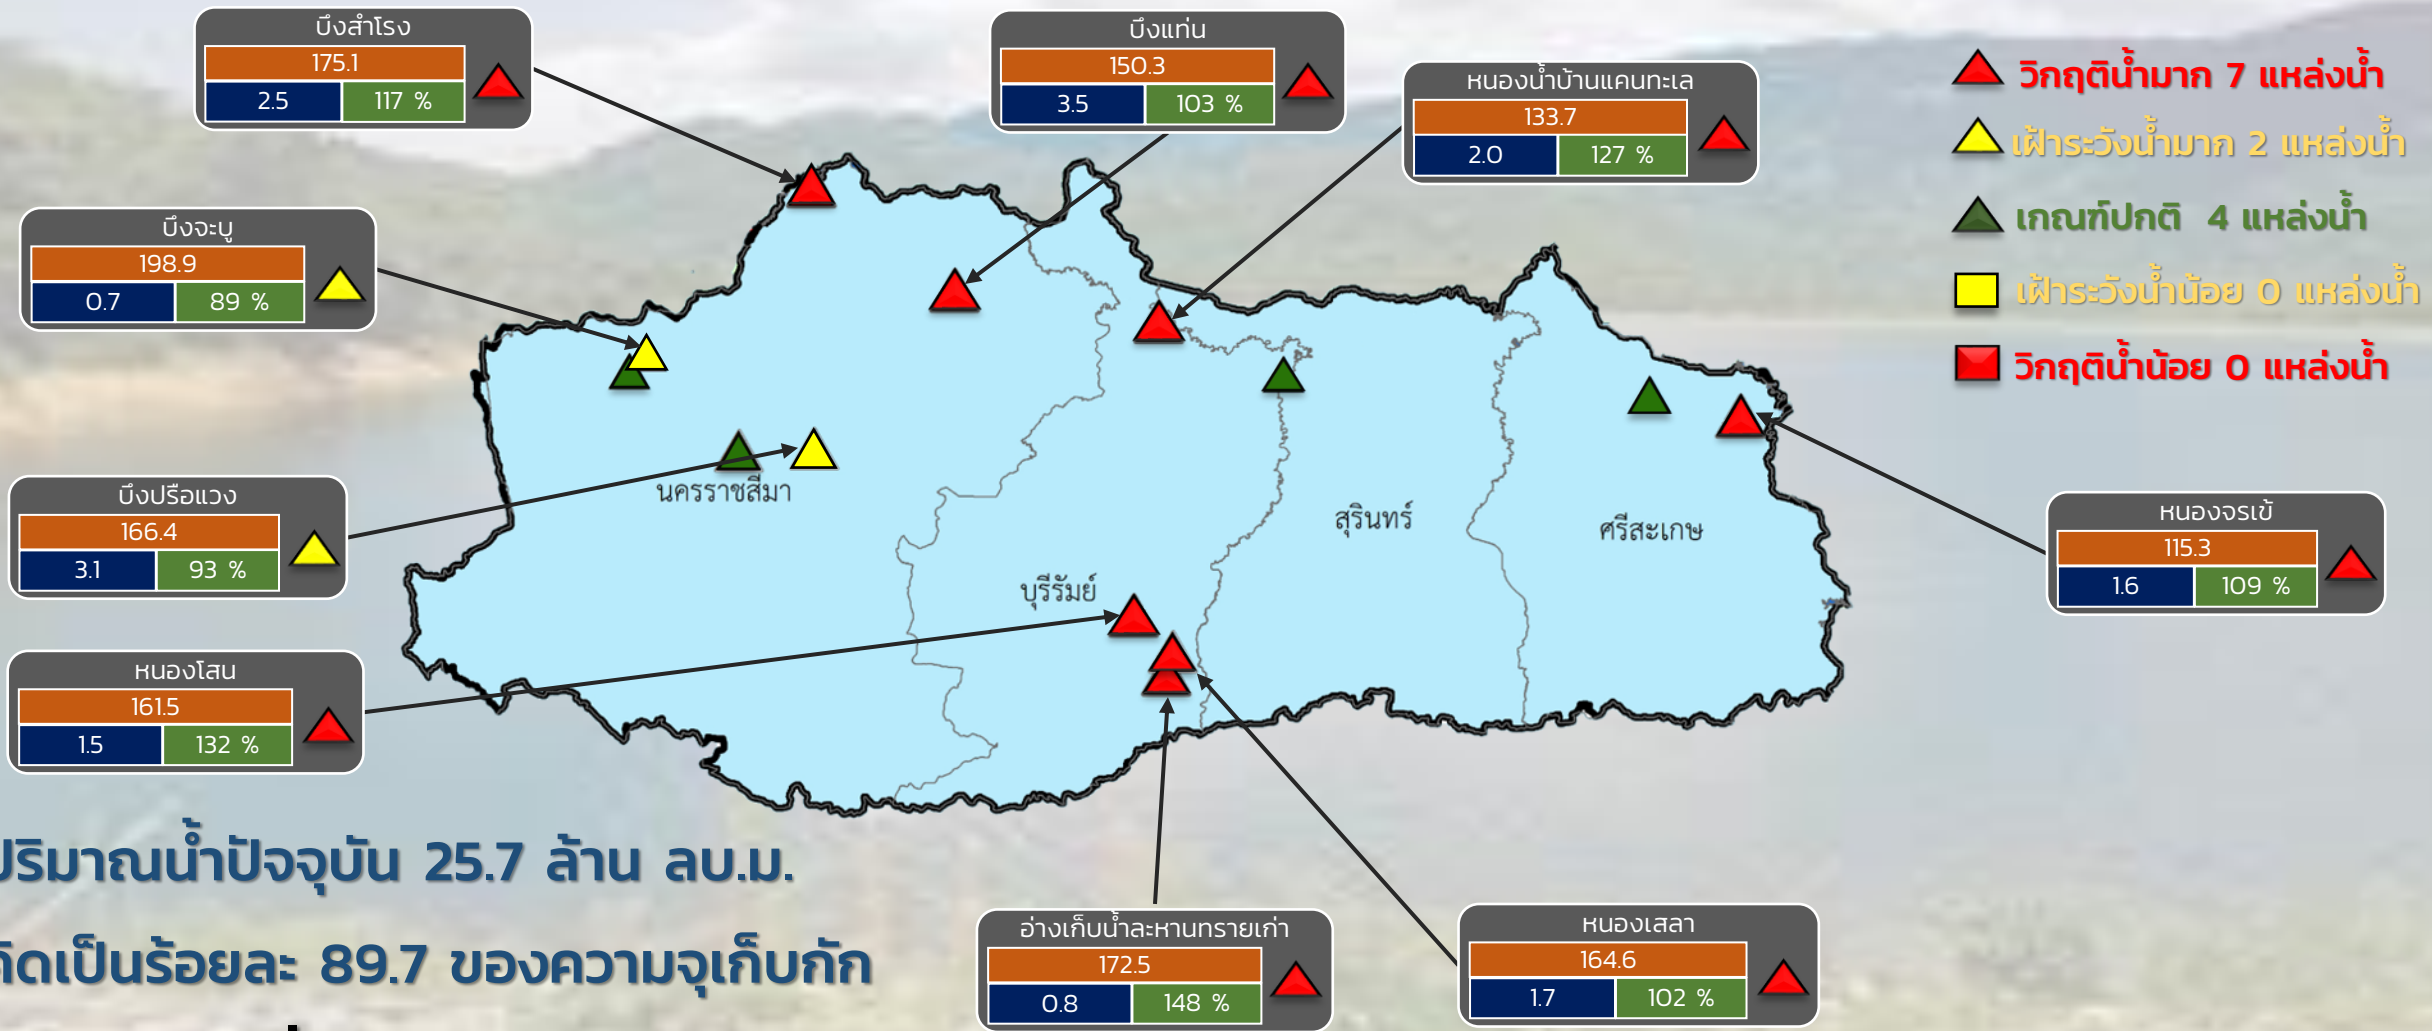 บึงสำโรง
175.1
2.5 117 %
บึงแท่น
150.3
3.5 103 %
หนองน้ำบ้านแคนทะเล
133.7
2.0 127 %
วิกฤติน้ำมาก 7 แหล่งน้ำ
เฝ้าระวังน้ำมาก 2 แหล่งน้ำ
เกณฑ์ปกติ 4 แหล่งน้ำ
เฝ้าระวังน้ำน้อย 0 แหล่งน้ำ
วิกฤติน้ำน้อย 0 แหล่งน้ำ
บึงจะบู
198.9
0.7 89 %
บึงปรือแวง
166.4
3.1 93 %
นครราชสีมา
สุรินทร์
ศรีสะเกษ
บุรีรัมย์
หนองจรเข้
115.3
1.6 109 %
หนองโสน
161.5
1.5 132 %
ปริมาณน้ำปัจจุบัน 25.7 ล้าน ลบ.ม.
คิดเป็นร้อยละ 89.7 ของความจุเก็บกัก
อ่างเก็บน้ำละหานทรายเก่า
172.5
0.8 148 %
หนองเสลา
164.6
1.7 102 %